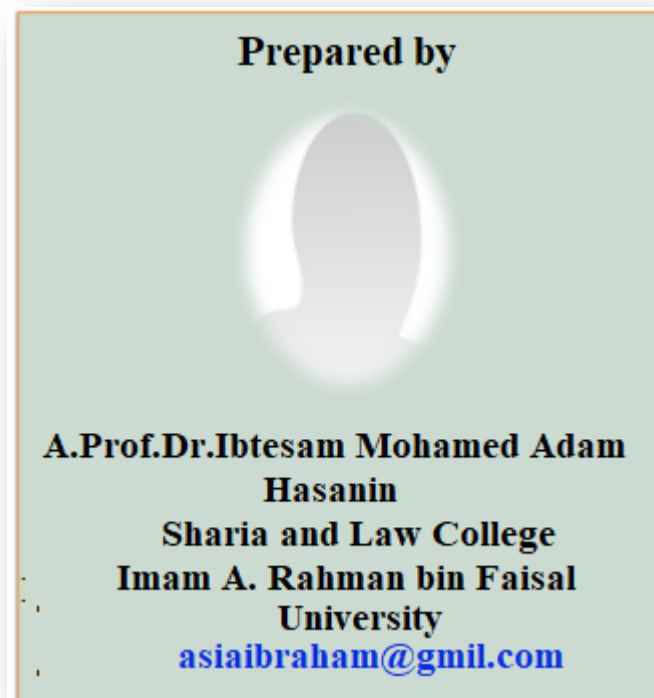 Prepared by
A.Prof.Dr.Ibtesam Mohamed Adam
Hasanin
Sharia and Law College
Imam A. Rahman bin Faisal
University
asiaibraham@gmil.com